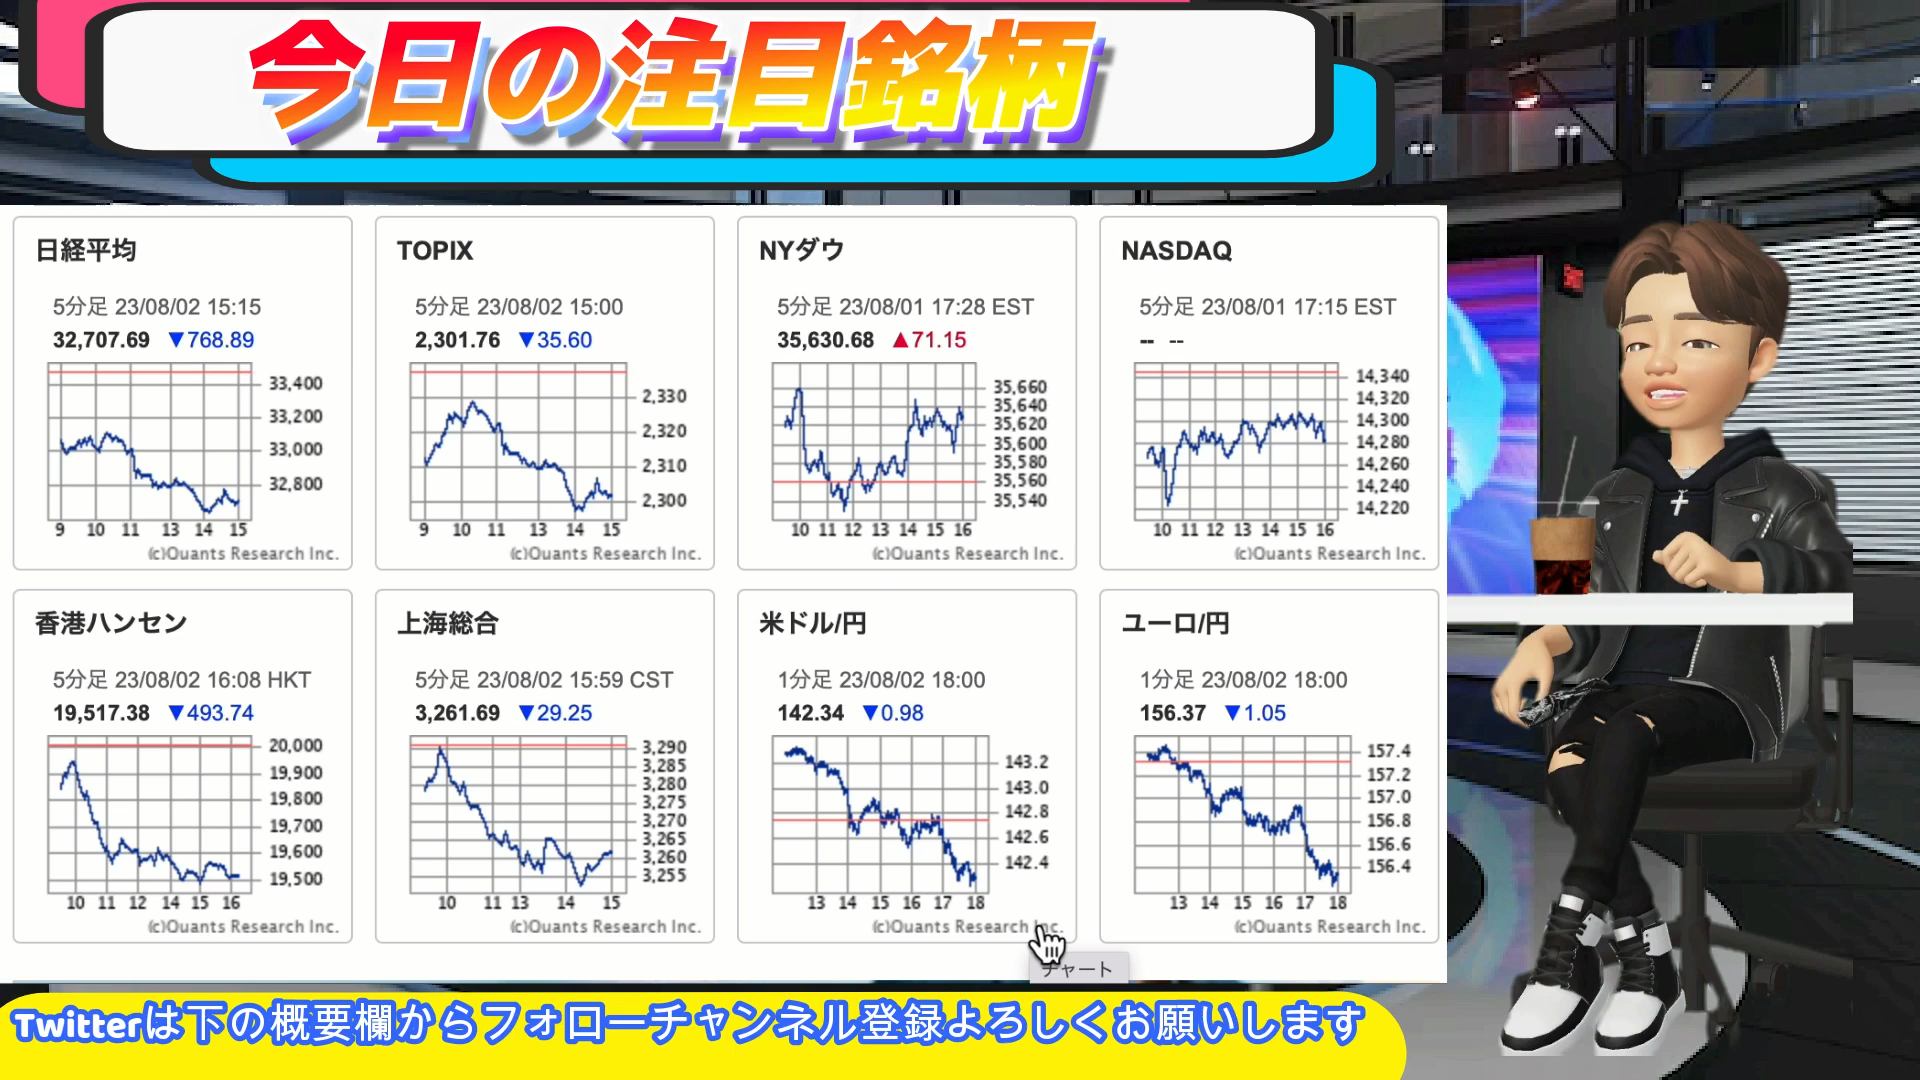 今日の注目銘柄
日経平均
5分足 23/08/02 15:15
32,707.69 ▼768.89
33,400
33,200
33,000
32,800
9 10 11 13 14 15
(c)Quants Research Inc.
TOPIX
5分足 23/08/02 15:00
2,301.76 ▼35.60
2,330
2,320
2,310
2,300
9 10 11 13 14 15
(c)Quants Research Inc.
NYダウ
5分足 23/08/01 17:28 EST
35,630.68 ▲71.15
35,660
35,640
35,620
35,600
35,580
35,560
35,540
10 11 12 13 14 15 16
(c)Quants Research Inc.
NASDAQ
5分足 23/08/01 17:15 EST
-- --
14,340
14,320
14,300
14,280
14,260
14,240
14,220
10 11 12 13 14 15 16
(c)Quants Research Inc.
香港ハンセン
5分足 23/08/02 16:08 HKT
19,517.38 ▼493.74
20,000
19,900
19,800
19,700
19,600
19,500
10 11 12 14 15 16
(c)Quants Research Inc.
上海総合
5分足 23/08/02 15:59 CST
3,261.69 ▼29.25
3,290
3,285
3,280
3,275
3,270
3,265
3,260
3,255
10 11 13 14 15
(c)Quants Research Inc.
米ドル/円
1分足 23/08/02 18:00
142.34 ▼0.98
143.2
143.0
142.8
142.6
142.4
13 14 15 16 17 18
(c)Quants Research Inc.
チャート
ユーロ/円
1分足 23/08/02 18:00
156.37 ▼1.05
157.4
157.2
157.0
156.8
156.6
156.4
13 14 15 16 17 18
(c)Quants Research Inc.
Twitterは下の概要欄からフォローチャンネル登録よろしくお願いします